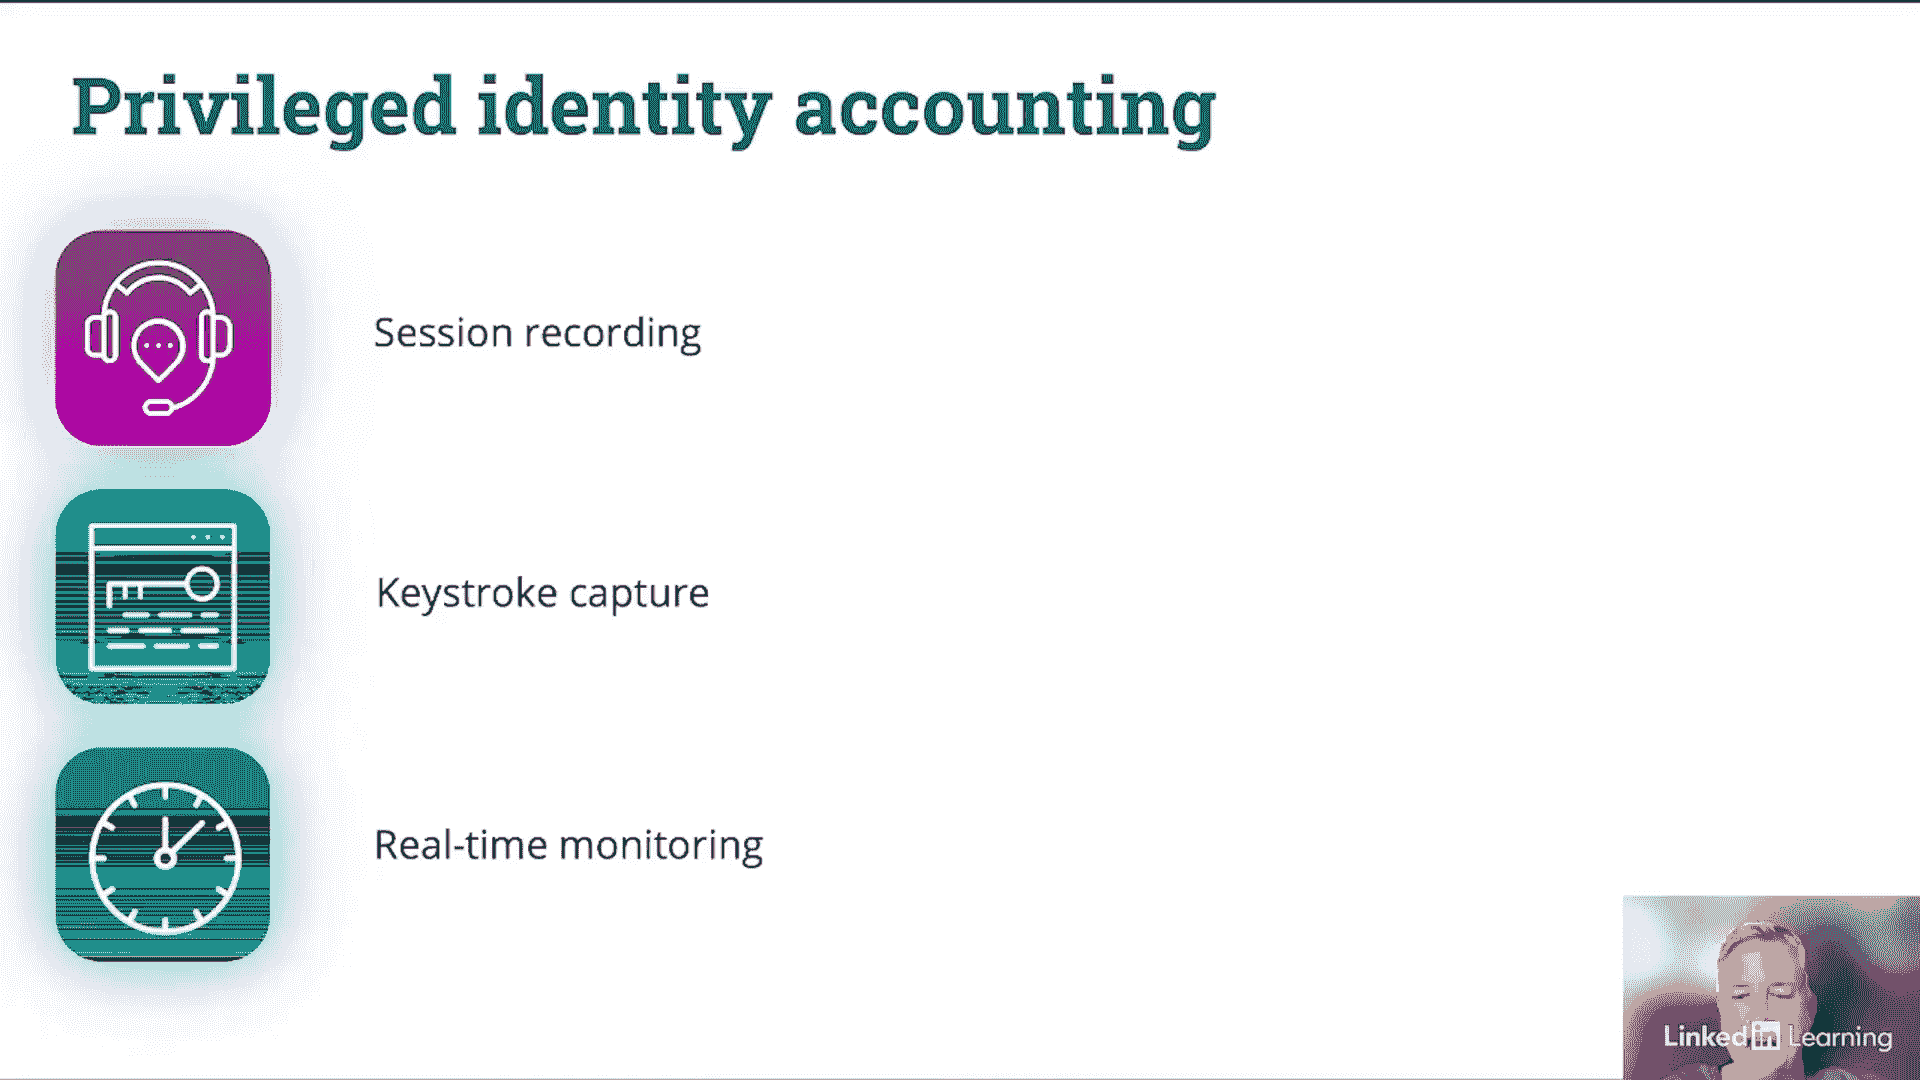 Privileged identity accounting
Session recording
Keystroke capture
Real-time monitoring
LinkedIn Learning